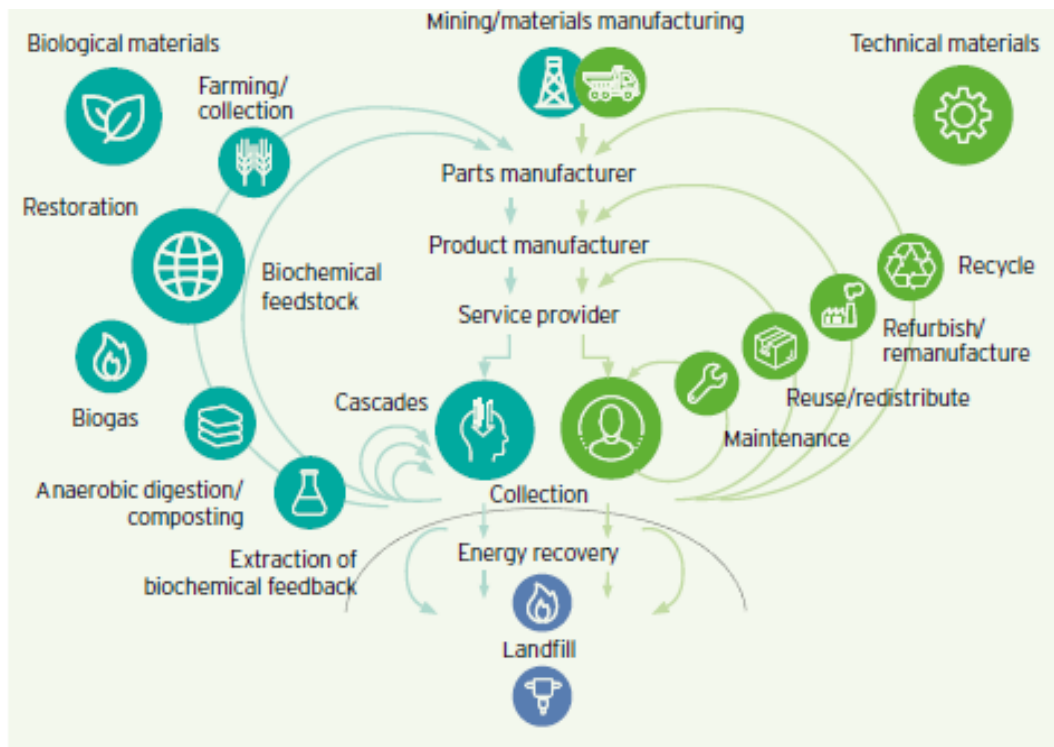 Mining/materials manufacturing
Biological materials
Technical materials
Farming/
collection
Parts manufacturer
Restoration
Product manufacturer
Biochemical
feedstock
Recycle
Service provider
Refurbish/
remanufacture
Reuse/redistribute
Cascades
Biogas
Maintenance
Anaerobic digestion/
composting
Collection
Extraction of
biochemical feedback
Energy recovery
Landfill